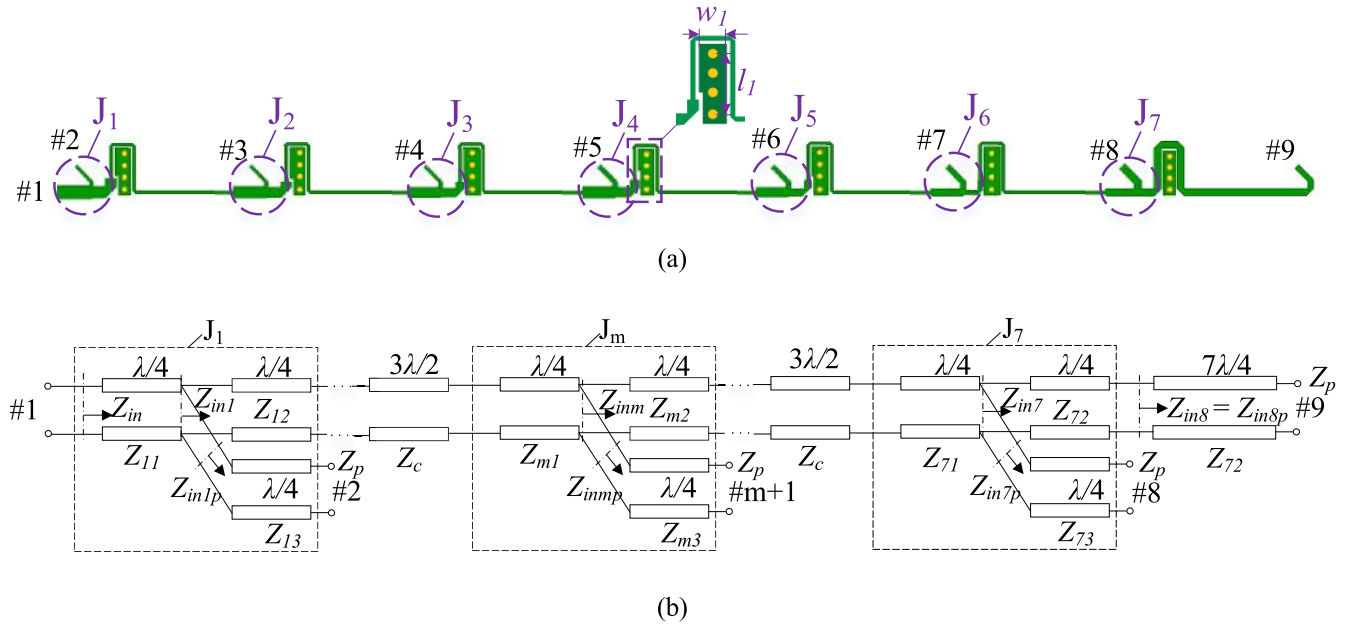 w1
l1
J1 J2 J3 J4 J5 J6 J7
#2 #3 #4 #5 #6 #7 #8 #9
#1
(a)
J1 Jm J7
λ/4 λ/4 3λ/2 λ/4 λ/4 3λ/2 λ/4 λ/4 7λ/4 Zp
#1 Zin Zin1 Z12 Zinm Zm2 Zin7 Z72 Zin8 = Zin8p #9
Z11 Zc Zm1 Zc Z71 Z72
Zin1p λ/4 Zp #2 Zinmp λ/4 Zp #m+1 Zin7p λ/4 Zp #8
Z13 Zm3 Z73
(b)